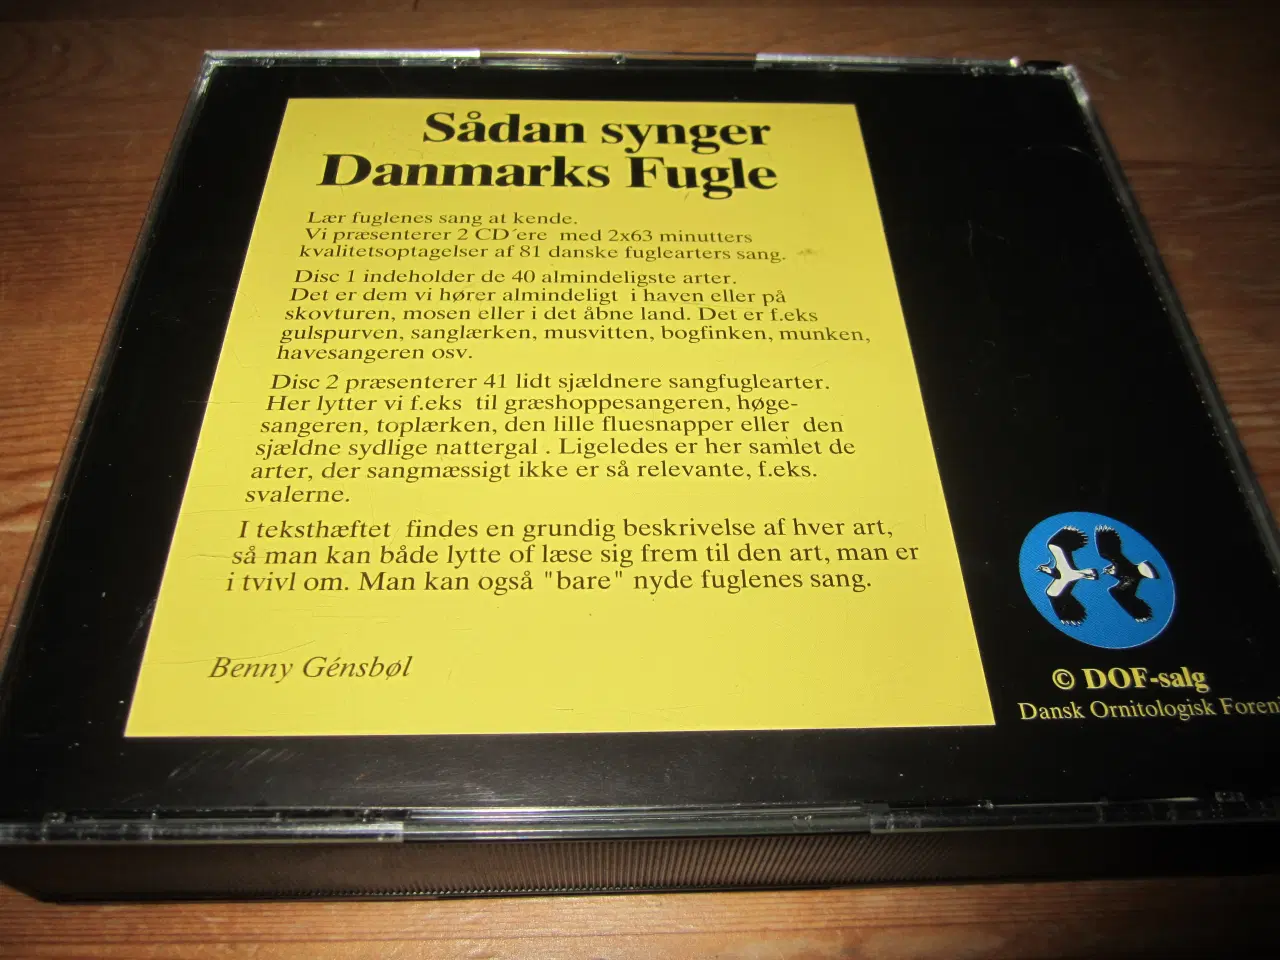 Sådan synger
Danmarks Fugle
Lær fuglenes sang at kende.
Vi præsenterer 2 CD´ere med 2x63 minutters
kvalitetsoptagelser af 81 danske fuglearters sang.
Disc 1 indeholder de 40 almindeligste arter.
Det er dem vi hører almindeligt i haven eller på
skovturen, mosen eller i det åbne land. Det er f.eks
gulspurven, sanglærken, musvitten, bogfinken, munken,
havesangeren osv.
Disc 2 præsenterer 41 lidt sjældnere sangfuglearter.
Her lytter vi f.eks til græshoppesangeren, høge-
sangeren, toplærken, den lille fluesnapper eller den
sjældne sydlige nattergal . Ligeledes er her samlet de
arter, der sangmæssigt ikke er så relevante, f.eks.
svalerne.
I teksthæftet findes en grundig beskrivelse af hver art,
så man kan både lytte of læse sig frem til den art, man er
i tvivl om. Man kan også "bare" nyde fuglenes sang.
Benny Génsbøl
© DOF-salg
Dansk Ornitologisk Foreni